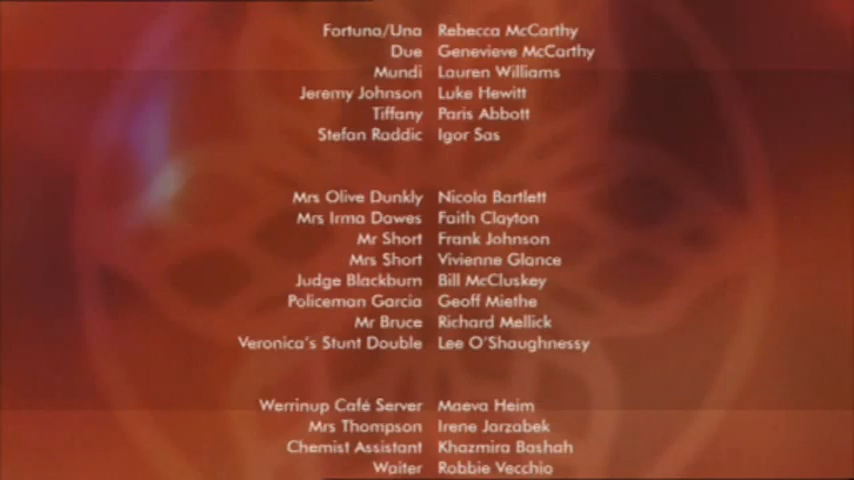 Fortuna/Una Rebecca McCarthy
Due Genevieve McCarthy
Mundi Lauren Williams
Jeremy Johnson Luke Hewitt
Tiffany Paris Abbott
Stefan Raddic Igor Sas
Mrs Olive Dunkly Nicola Bartlett
Mrs Irma Dawes Faith Clayton
Mr Short Frank Johnson
Mrs Short Vivienne Glance
Judge Blackburn Bill McCluskey
Policeman Garcia Geoff Miethe
Mr Bruce Richard Mellick
Veronica's Stunt Double Lee O'Shaughnessy
Werrinup Café Server Maeva Heim
Mrs Thompson Irene Jarzabek
Chemist Assistant Khazmira Bashah
Waiter Robbie Vecchio